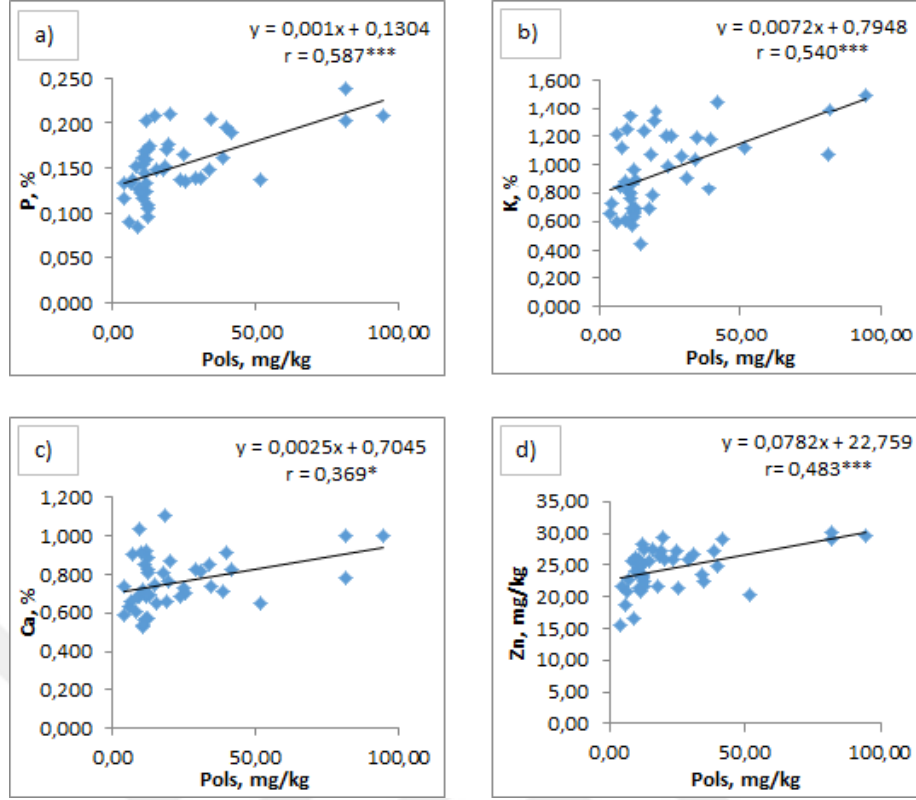 a)
y = 0,001x + 0,1304
r = 0,587***
P, %
0,250
0,200
0,150
0,100
0,050
0,000
0,00 50,00 100,00
Pols, mg/kg
b)
y = 0,0072x + 0,7948
r = 0,540***
K, %
1,600
1,400
1,200
1,000
0,800
0,600
0,400
0,200
0,000
0,00 50,00 100,00
Pols, mg/kg
c)
y = 0,0025x + 0,7045
r = 0,369*
Ca, %
1,200
1,000
0,800
0,600
0,400
0,200
0,000
0,00 50,00 100,00
Pols, mg/kg
d)
y = 0,0782x + 22,759
r= 0,483***
Zn, mg/kg
35,00
30,00
25,00
20,00
15,00
10,00
5,00
0,00
0,00 50,00 100,00
Pols, mg/kg